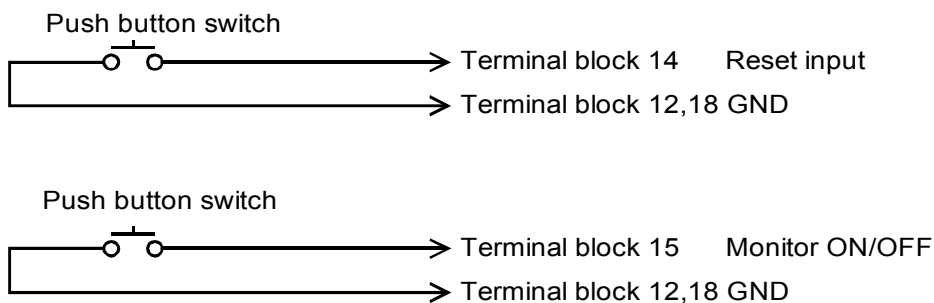 Push button switch
Terminal block 14 Reset input
Terminal block 12,18 GND
Push button switch
Terminal block 15 Monitor ON/OFF
Terminal block 12,18 GND